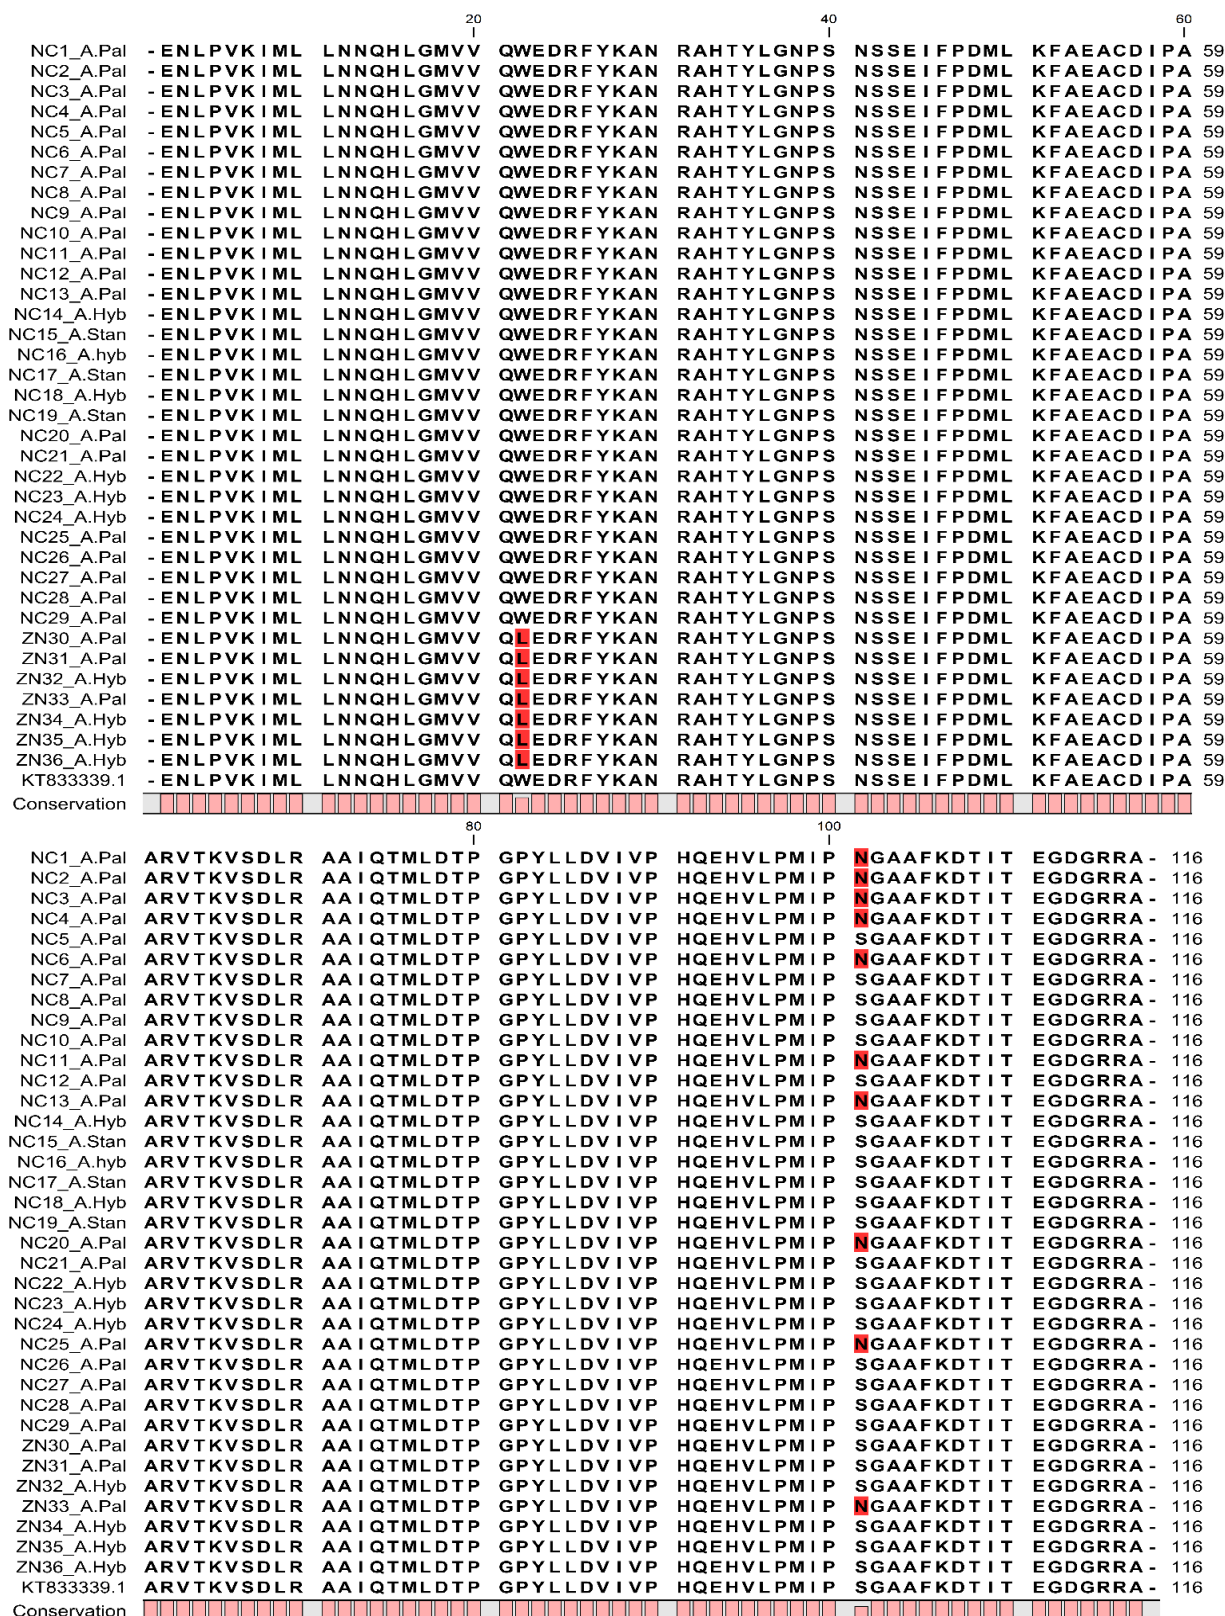 20 40 60
NC1_A.Pal -ENLPVKIML LNNQHLGMVV QWEDRFYKAN RAHTYLGNPS NSSEIFPDML KFAEACDIPA 59
NC2_A.Pal -ENLPVKIML LNNQHLGMVV QWEDRFYKAN RAHTYLGNPS NSSEIFPDML KFAEACDIPA 59
NC3_A.Pal -ENLPVKIML LNNQHLGMVV QWEDRFYKAN RAHTYLGNPS NSSEIFPDML KFAEACDIPA 59
NC4_A.Pal -ENLPVKIML LNNQHLGMVV QWEDRFYKAN RAHTYLGNPS NSSEIFPDML KFAEACDIPA 59
NC5_A.Pal -ENLPVKIML LNNQHLGMVV QWEDRFYKAN RAHTYLGNPS NSSEIFPDML KFAEACDIPA 59
NC6_A.Pal -ENLPVKIML LNNQHLGMVV QWEDRFYKAN RAHTYLGNPS NSSEIFPDML KFAEACDIPA 59
NC7_A.Pal -ENLPVKIML LNNQHLGMVV QWEDRFYKAN RAHTYLGNPS NSSEIFPDML KFAEACDIPA 59
NC8_A.Pal -ENLPVKIML LNNQHLGMVV QWEDRFYKAN RAHTYLGNPS NSSEIFPDML KFAEACDIPA 59
NC9_A.Pal -ENLPVKIML LNNQHLGMVV QWEDRFYKAN RAHTYLGNPS NSSEIFPDML KFAEACDIPA 59
NC10_A.Pal -ENLPVKIML LNNQHLGMVV QWEDRFYKAN RAHTYLGNPS NSSEIFPDML KFAEACDIPA 59
NC11_A.Pal -ENLPVKIML LNNQHLGMVV QWEDRFYKAN RAHTYLGNPS NSSEIFPDML KFAEACDIPA 59
NC12_A.Pal -ENLPVKIML LNNQHLGMVV QWEDRFYKAN RAHTYLGNPS NSSEIFPDML KFAEACDIPA 59
NC13_A.Pal -ENLPVKIML LNNQHLGMVV QWEDRFYKAN RAHTYLGNPS NSSEIFPDML KFAEACDIPA 59
NC14_A.Hyb -ENLPVKIML LNNQHLGMVV QWEDRFYKAN RAHTYLGNPS NSSEIFPDML KFAEACDIPA 59
NC15_A.Stan -ENLPVKIML LNNQHLGMVV QWEDRFYKAN RAHTYLGNPS NSSEIFPDML KFAEACDIPA 59
NC16_A.hyb -ENLPVKIML LNNQHLGMVV QWEDRFYKAN RAHTYLGNPS NSSEIFPDML KFAEACDIPA 59
NC17_A.Stan -ENLPVKIML LNNQHLGMVV QWEDRFYKAN RAHTYLGNPS NSSEIFPDML KFAEACDIPA 59
NC18_A.Hyb -ENLPVKIML LNNQHLGMVV QWEDRFYKAN RAHTYLGNPS NSSEIFPDML KFAEACDIPA 59
NC19_A.Stan -ENLPVKIML LNNQHLGMVV QWEDRFYKAN RAHTYLGNPS NSSEIFPDML KFAEACDIPA 59
NC20_A.Pal -ENLPVKIML LNNQHLGMVV QWEDRFYKAN RAHTYLGNPS NSSEIFPDML KFAEACDIPA 59
NC21_A.Pal -ENLPVKIML LNNQHLGMVV QWEDRFYKAN RAHTYLGNPS NSSEIFPDML KFAEACDIPA 59
NC22_A.Hyb -ENLPVKIML LNNQHLGMVV QWEDRFYKAN RAHTYLGNPS NSSEIFPDML KFAEACDIPA 59
NC23_A.Hyb -ENLPVKIML LNNQHLGMVV QWEDRFYKAN RAHTYLGNPS NSSEIFPDML KFAEACDIPA 59
NC24_A.Hyb -ENLPVKIML LNNQHLGMVV QWEDRFYKAN RAHTYLGNPS NSSEIFPDML KFAEACDIPA 59
NC25_A.Pal -ENLPVKIML LNNQHLGMVV QWEDRFYKAN RAHTYLGNPS NSSEIFPDML KFAEACDIPA 59
NC26_A.Pal -ENLPVKIML LNNQHLGMVV QWEDRFYKAN RAHTYLGNPS NSSEIFPDML KFAEACDIPA 59
NC27_A.Pal -ENLPVKIML LNNQHLGMVV QWEDRFYKAN RAHTYLGNPS NSSEIFPDML KFAEACDIPA 59
NC28_A.Pal -ENLPVKIML LNNQHLGMVV QWEDRFYKAN RAHTYLGNPS NSSEIFPDML KFAEACDIPA 59
NC29_A.Pal -ENLPVKIML LNNQHLGMVV QWEDRFYKAN RAHTYLGNPS NSSEIFPDML KFAEACDIPA 59
ZN30_A.Pal -ENLPVKIML LNNQHLGMVV QLEDRFYKAN RAHTYLGNPS NSSEIFPDML KFAEACDIPA 59
ZN31_A.Pal -ENLPVKIML LNNQHLGMVV QLEDRFYKAN RAHTYLGNPS NSSEIFPDML KFAEACDIPA 59
ZN32_A.Hyb -ENLPVKIML LNNQHLGMVV QLEDRFYKAN RAHTYLGNPS NSSEIFPDML KFAEACDIPA 59
ZN33_A.Pal -ENLPVKIML LNNQHLGMVV QLEDRFYKAN RAHTYLGNPS NSSEIFPDML KFAEACDIPA 59
ZN34_A.Hyb -ENLPVKIML LNNQHLGMVV QLEDRFYKAN RAHTYLGNPS NSSEIFPDML KFAEACDIPA 59
ZN35_A.Hyb -ENLPVKIML LNNQHLGMVV QLEDRFYKAN RAHTYLGNPS NSSEIFPDML KFAEACDIPA 59
ZN36_A.Hyb -ENLPVKIML LNNQHLGMVV QLEDRFYKAN RAHTYLGNPS NSSEIFPDML KFAEACDIPA 59
KT833339.1 -ENLPVKIML LNNQHLGMVV QWEDRFYKAN RAHTYLGNPS NSSEIFPDML KFAEACDIPA 59
Conservation
80 100
NC1_A.Pal ARVTKVSDLR AAIQTMLDTP GPYLLDVIVP HQEHVLPMIP NGAAFKDTIT EGDGRRA- 116
NC2_A.Pal ARVTKVSDLR AAIQTMLDTP GPYLLDVIVP HQEHVLPMIP NGAAFKDTIT EGDGRRA- 116
NC3_A.Pal ARVTKVSDLR AAIQTMLDTP GPYLLDVIVP HQEHVLPMIP NGAAFKDTIT EGDGRRA- 116
NC4_A.Pal ARVTKVSDLR AAIQTMLDTP GPYLLDVIVP HQEHVLPMIP NGAAFKDTIT EGDGRRA- 116
NC5_A.Pal ARVTKVSDLR AAIQTMLDTP GPYLLDVIVP HQEHVLPMIP SGAAFKDTIT EGDGRRA- 116
NC6_A.Pal ARVTKVSDLR AAIQTMLDTP GPYLLDVIVP HQEHVLPMIP NGAAFKDTIT EGDGRRA- 116
NC7_A.Pal ARVTKVSDLR AAIQTMLDTP GPYLLDVIVP HQEHVLPMIP SGAAFKDTIT EGDGRRA- 116
NC8_A.Pal ARVTKVSDLR AAIQTMLDTP GPYLLDVIVP HQEHVLPMIP SGAAFKDTIT EGDGRRA- 116
NC9_A.Pal ARVTKVSDLR AAIQTMLDTP GPYLLDVIVP HQEHVLPMIP SGAAFKDTIT EGDGRRA- 116
NC10_A.Pal ARVTKVSDLR AAIQTMLDTP GPYLLDVIVP HQEHVLPMIP SGAAFKDTIT EGDGRRA- 116
NC11_A.Pal ARVTKVSDLR AAIQTMLDTP GPYLLDVIVP HQEHVLPMIP NGAAFKDTIT EGDGRRA- 116
NC12_A.Pal ARVTKVSDLR AAIQTMLDTP GPYLLDVIVP HQEHVLPMIP SGAAFKDTIT EGDGRRA- 116
NC13_A.Pal ARVTKVSDLR AAIQTMLDTP GPYLLDVIVP HQEHVLPMIP NGAAFKDTIT EGDGRRA- 116
NC14_A.Hyb ARVTKVSDLR AAIQTMLDTP GPYLLDVIVP HQEHVLPMIP SGAAFKDTIT EGDGRRA- 116
NC15_A.Stan ARVTKVSDLR AAIQTMLDTP GPYLLDVIVP HQEHVLPMIP SGAAFKDTIT EGDGRRA- 116
NC16_A.hyb ARVTKVSDLR AAIQTMLDTP GPYLLDVIVP HQEHVLPMIP SGAAFKDTIT EGDGRRA- 116
NC17_A.Stan ARVTKVSDLR AAIQTMLDTP GPYLLDVIVP HQEHVLPMIP SGAAFKDTIT EGDGRRA- 116
NC18_A.Hyb ARVTKVSDLR AAIQTMLDTP GPYLLDVIVP HQEHVLPMIP SGAAFKDTIT EGDGRRA- 116
NC19_A.Stan ARVTKVSDLR AAIQTMLDTP GPYLLDVIVP HQEHVLPMIP SGAAFKDTIT EGDGRRA- 116
NC20_A.Pal ARVTKVSDLR AAIQTMLDTP GPYLLDVIVP HQEHVLPMIP NGAAFKDTIT EGDGRRA- 116
NC21_A.Pal ARVTKVSDLR AAIQTMLDTP GPYLLDVIVP HQEHVLPMIP SGAAFKDTIT EGDGRRA- 116
NC22_A.Hyb ARVTKVSDLR AAIQTMLDTP GPYLLDVIVP HQEHVLPMIP SGAAFKDTIT EGDGRRA- 116
NC23_A.Hyb ARVTKVSDLR AAIQTMLDTP GPYLLDVIVP HQEHVLPMIP SGAAFKDTIT EGDGRRA- 116
NC24_A.Hyb ARVTKVSDLR AAIQTMLDTP GPYLLDVIVP HQEHVLPMIP SGAAFKDTIT EGDGRRA- 116
NC25_A.Pal ARVTKVSDLR AAIQTMLDTP GPYLLDVIVP HQEHVLPMIP NGAAFKDTIT EGDGRRA- 116
NC26_A.Pal ARVTKVSDLR AAIQTMLDTP GPYLLDVIVP HQEHVLPMIP SGAAFKDTIT EGDGRRA- 116
NC27_A.Pal ARVTKVSDLR AAIQTMLDTP GPYLLDVIVP HQEHVLPMIP SGAAFKDTIT EGDGRRA- 116
NC28_A.Pal ARVTKVSDLR AAIQTMLDTP GPYLLDVIVP HQEHVLPMIP SGAAFKDTIT EGDGRRA- 116
NC29_A.Pal ARVTKVSDLR AAIQTMLDTP GPYLLDVIVP HQEHVLPMIP SGAAFKDTIT EGDGRRA- 116
ZN30_A.Pal ARVTKVSDLR AAIQTMLDTP GPYLLDVIVP HQEHVLPMIP SGAAFKDTIT EGDGRRA- 116
ZN31_A.Pal ARVTKVSDLR AAIQTMLDTP GPYLLDVIVP HQEHVLPMIP SGAAFKDTIT EGDGRRA- 116
ZN32_A.Hyb ARVTKVSDLR AAIQTMLDTP GPYLLDVIVP HQEHVLPMIP SGAAFKDTIT EGDGRRA- 116
ZN33_A.Pal ARVTKVSDLR AAIQTMLDTP GPYLLDVIVP HQEHVLPMIP NGAAFKDTIT EGDGRRA- 116
ZN34_A.Hyb ARVTKVSDLR AAIQTMLDTP GPYLLDVIVP HQEHVLPMIP SGAAFKDTIT EGDGRRA- 116
ZN35_A.Hyb ARVTKVSDLR AAIQTMLDTP GPYLLDVIVP HQEHVLPMIP SGAAFKDTIT EGDGRRA- 116
ZN36_A.Hyb ARVTKVSDLR AAIQTMLDTP GPYLLDVIVP HQEHVLPMIP SGAAFKDTIT EGDGRRA- 116
KT833339.1 ARVTKVSDLR AAIQTMLDTP GPYLLDVIVP HQEHVLPMIP SGAAFKDTIT EGDGRRA- 116
Conservation